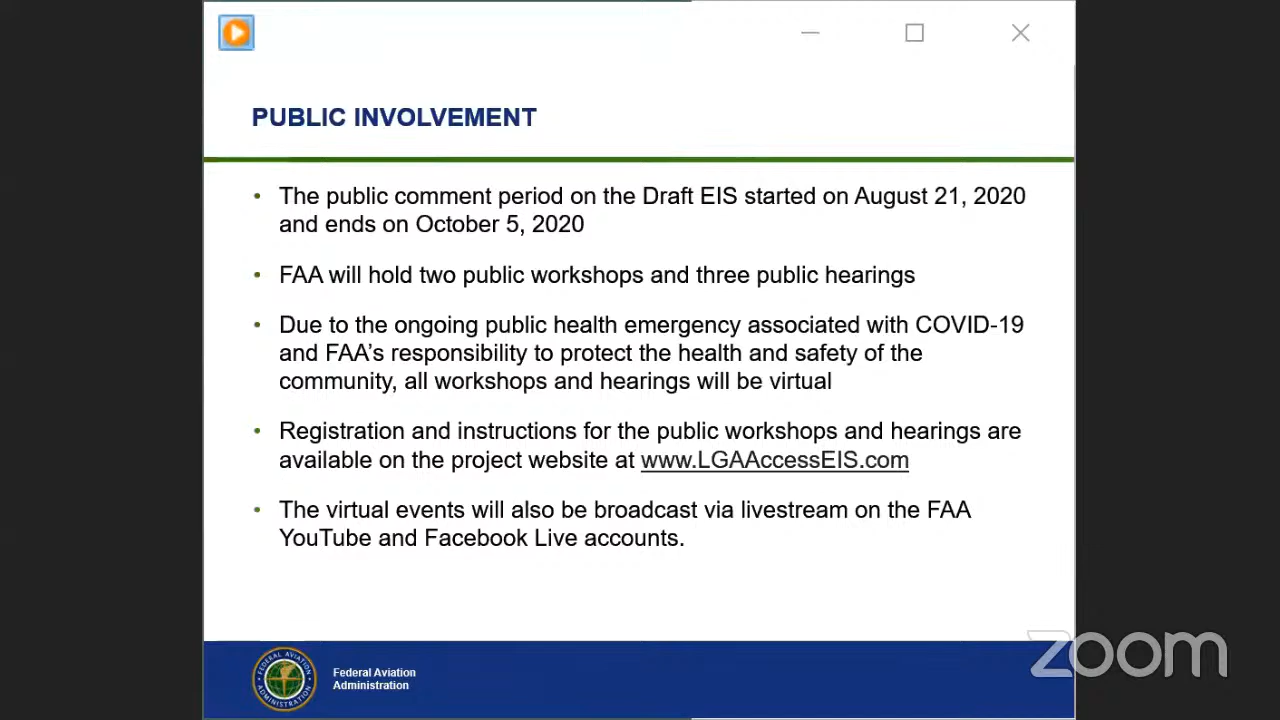 PUBLIC INVOLVEMENT
• The public comment period on the Draft EIS started on August 21, 2020
and ends on October 5, 2020
• FAA will hold two public workshops and three public hearings
• Due to the ongoing public health emergency associated with COVID-19
and FAA's responsibility to protect the health and safety of the
community, all workshops and hearings will be virtual
• Registration and instructions for the public workshops and hearings are
available on the project website at www.LGAAccessEIS.com
• The virtual events will also be broadcast via livestream on the FAA
YouTube and Facebook Live accounts.
FEDERAL AVIATION
ADMINISTRATION
Federal Aviation
Administration
zoom